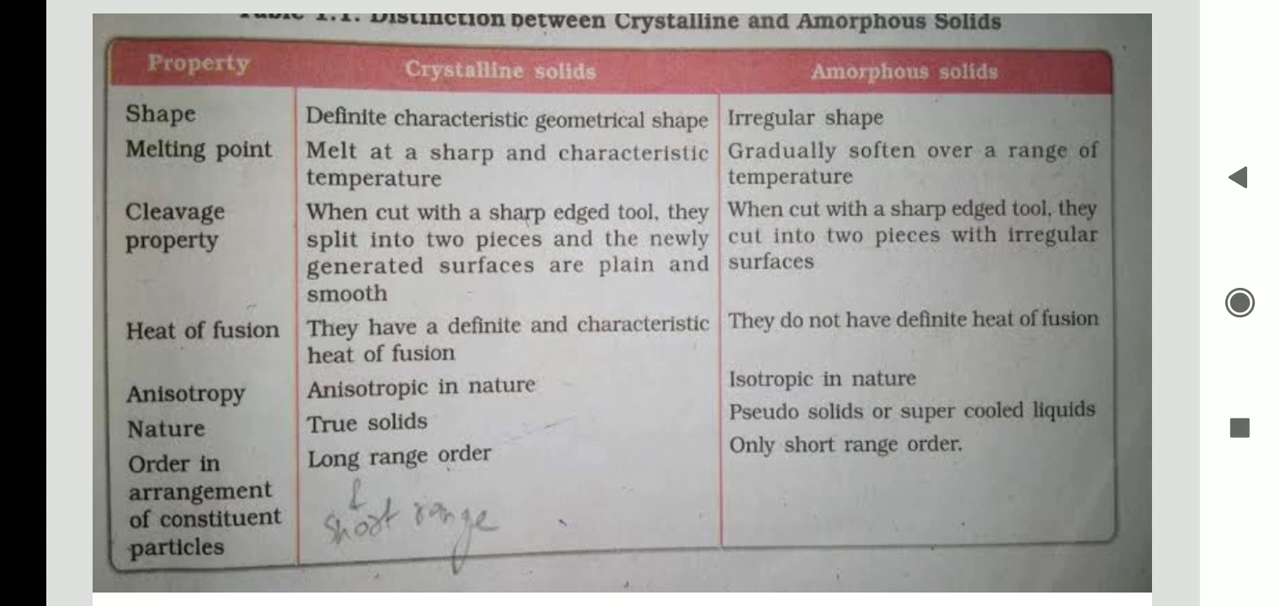 Table 1.1: Distinction between Crystalline and Amorphous Solids
Property
Crystalline solids
Amorphous solids
Shape
Definite characteristic geometrical shape
Irregular shape
Melting point
Melt at a sharp and characteristic
temperature
Gradually soften over a range of
temperature
Cleavage
property
When cut with a sharp edged tool, they
split into two pieces and the newly
generated surfaces are plain and
smooth
When cut with a sharp edged tool, they
cut into two pieces with irregular
surfaces
Heat of fusion
They have a definite and characteristic
heat of fusion
They do not have definite heat of fusion
Anisotropy
Anisotropic in nature
Isotropic in nature
Nature
True solids
Pseudo solids or super cooled liquids
Order in
arrangement
of constituent
particles
Long range order
&
short range
Only short range order.